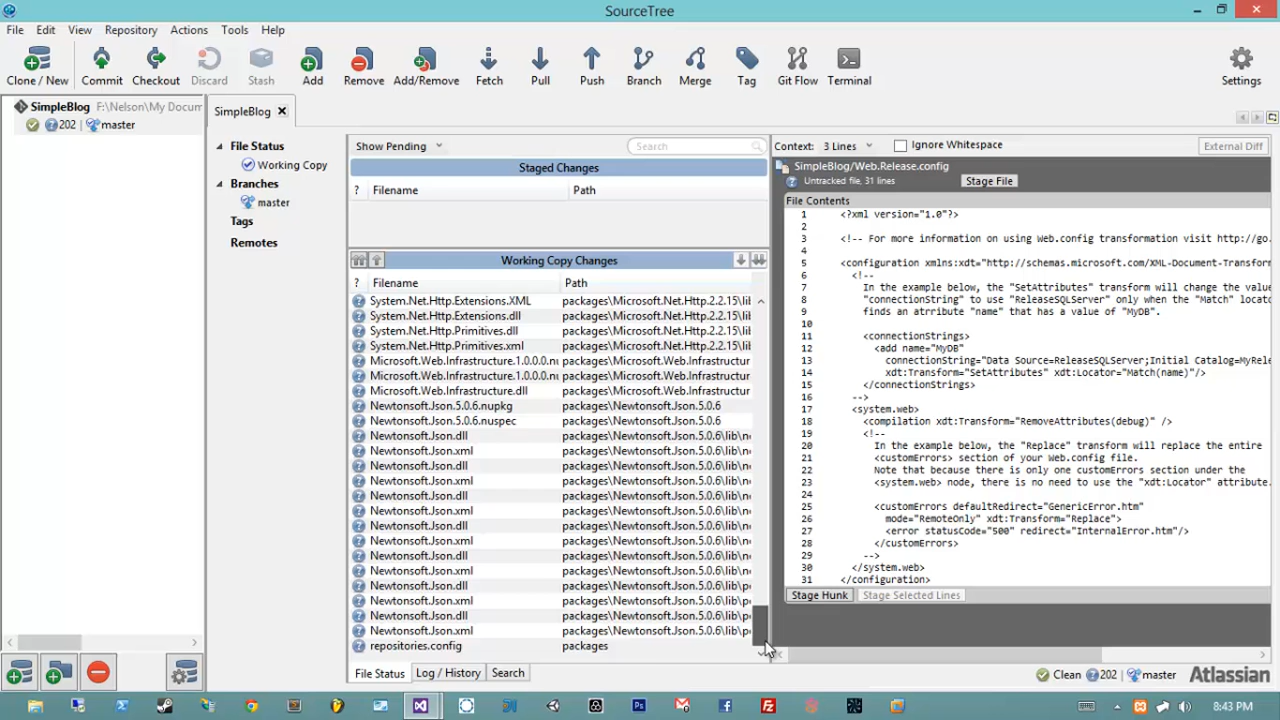 SourceTree
File Edit View Repository Actions Tools Help
Clone / New Commit Checkout Discard Stash Add Remove Add/Remove Fetch Pull Push Branch Merge Tag Git Flow Terminal Settings
SimpleBlog F:\Nelson\My Docum
202 master
SimpleBlog
File Status
Working Copy
Branches
master
Tags
Remotes
Show Pending Search
Staged Changes
? Filename Path
Working Copy Changes
? Filename Path
System.Net.Http.Extensions.XML packages\Microsoft.Net.Http.2.2.15\lib
System.Net.Http.Extensions.dll packages\Microsoft.Net.Http.2.2.15\lib
System.Net.Http.Primitives.dll packages\Microsoft.Net.Http.2.2.15\lib
System.Net.Http.Primitives.xml packages\Microsoft.Net.Http.2.2.15\lib
Microsoft.Web.Infrastructure.1.0.0.0.nu packages\Microsoft.Web.Infrastructur
Microsoft.Web.Infrastructure.1.0.0.0.nu packages\Microsoft.Web.Infrastructur
Microsoft.Web.Infrastructure.dll packages\Microsoft.Web.Infrastructur
Newtonsoft.Json.5.0.6.nupkg packages\Newtonsoft.Json.5.0.6
Newtonsoft.Json.5.0.6.nuspec packages\Newtonsoft.Json.5.0.6
Newtonsoft.Json.dll packages\Newtonsoft.Json.5.0.6\lib\n
Newtonsoft.Json.xml packages\Newtonsoft.Json.5.0.6\lib\n
Newtonsoft.Json.dll packages\Newtonsoft.Json.5.0.6\lib\n
Newtonsoft.Json.xml packages\Newtonsoft.Json.5.0.6\lib\n
Newtonsoft.Json.dll packages\Newtonsoft.Json.5.0.6\lib\n
Newtonsoft.Json.xml packages\Newtonsoft.Json.5.0.6\lib\n
Newtonsoft.Json.dll packages\Newtonsoft.Json.5.0.6\lib\n
Newtonsoft.Json.xml packages\Newtonsoft.Json.5.0.6\lib\n
Newtonsoft.Json.dll packages\Newtonsoft.Json.5.0.6\lib\n
Newtonsoft.Json.xml packages\Newtonsoft.Json.5.0.6\lib\n
Newtonsoft.Json.dll packages\Newtonsoft.Json.5.0.6\lib\p
Newtonsoft.Json.xml packages\Newtonsoft.Json.5.0.6\lib\p
Newtonsoft.Json.dll packages\Newtonsoft.Json.5.0.6\lib\p
Newtonsoft.Json.xml packages\Newtonsoft.Json.5.0.6\lib\p
repositories.config packages
File Status Log / History Search
Context: 3 Lines Ignore Whitespace External Diff
SimpleBlog/Web.Release.config
Untracked file, 31 lines Stage File
File Contents
1 <?xml version="1.0"?>
2
3 <!-- For more information on using Web.config transformation visit http://go.
4
5 <configuration xmlns:xdt="http://schemas.microsoft.com/XML-Document-Transform
6 <!--
7 In the example below, the "SetAttributes" transform will change the value
8 "connectionString" to use "ReleaseSQLServer" only when the "Match" locato
9 finds an atrribute "name" that has a value of "MyDB".
10
11 <connectionStrings>
12 <add name="MyDB"
13 connectionString="Data Source=ReleaseSQLServer;Initial Catalog=MyRele
14 xdt:Transform="SetAttributes" xdt:Locator="Match(name)"/>
15 </connectionStrings>
16 -->
17 <system.web>
18 <compilation xdt:Transform="RemoveAttributes(debug)" />
19 <!--
20 In the example below, the "Replace" transform will replace the entire
21 <customErrors> section of your Web.config file.
22 Note that because there is only one customErrors section under the
23 <system.web> node, there is no need to use the "xdt:Locator" attribute.
24
25 <customErrors defaultRedirect="GenericError.htm"
26 mode="RemoteOnly" xdt:Transform="Replace">
27 <error statusCode="500" redirect="InternalError.htm"/>
28 </customErrors>
29 -->
30 </system.web>
31 </configuration>
Stage Hunk Stage Selected Lines
Clean 202 master Atlassian
8:43 PM